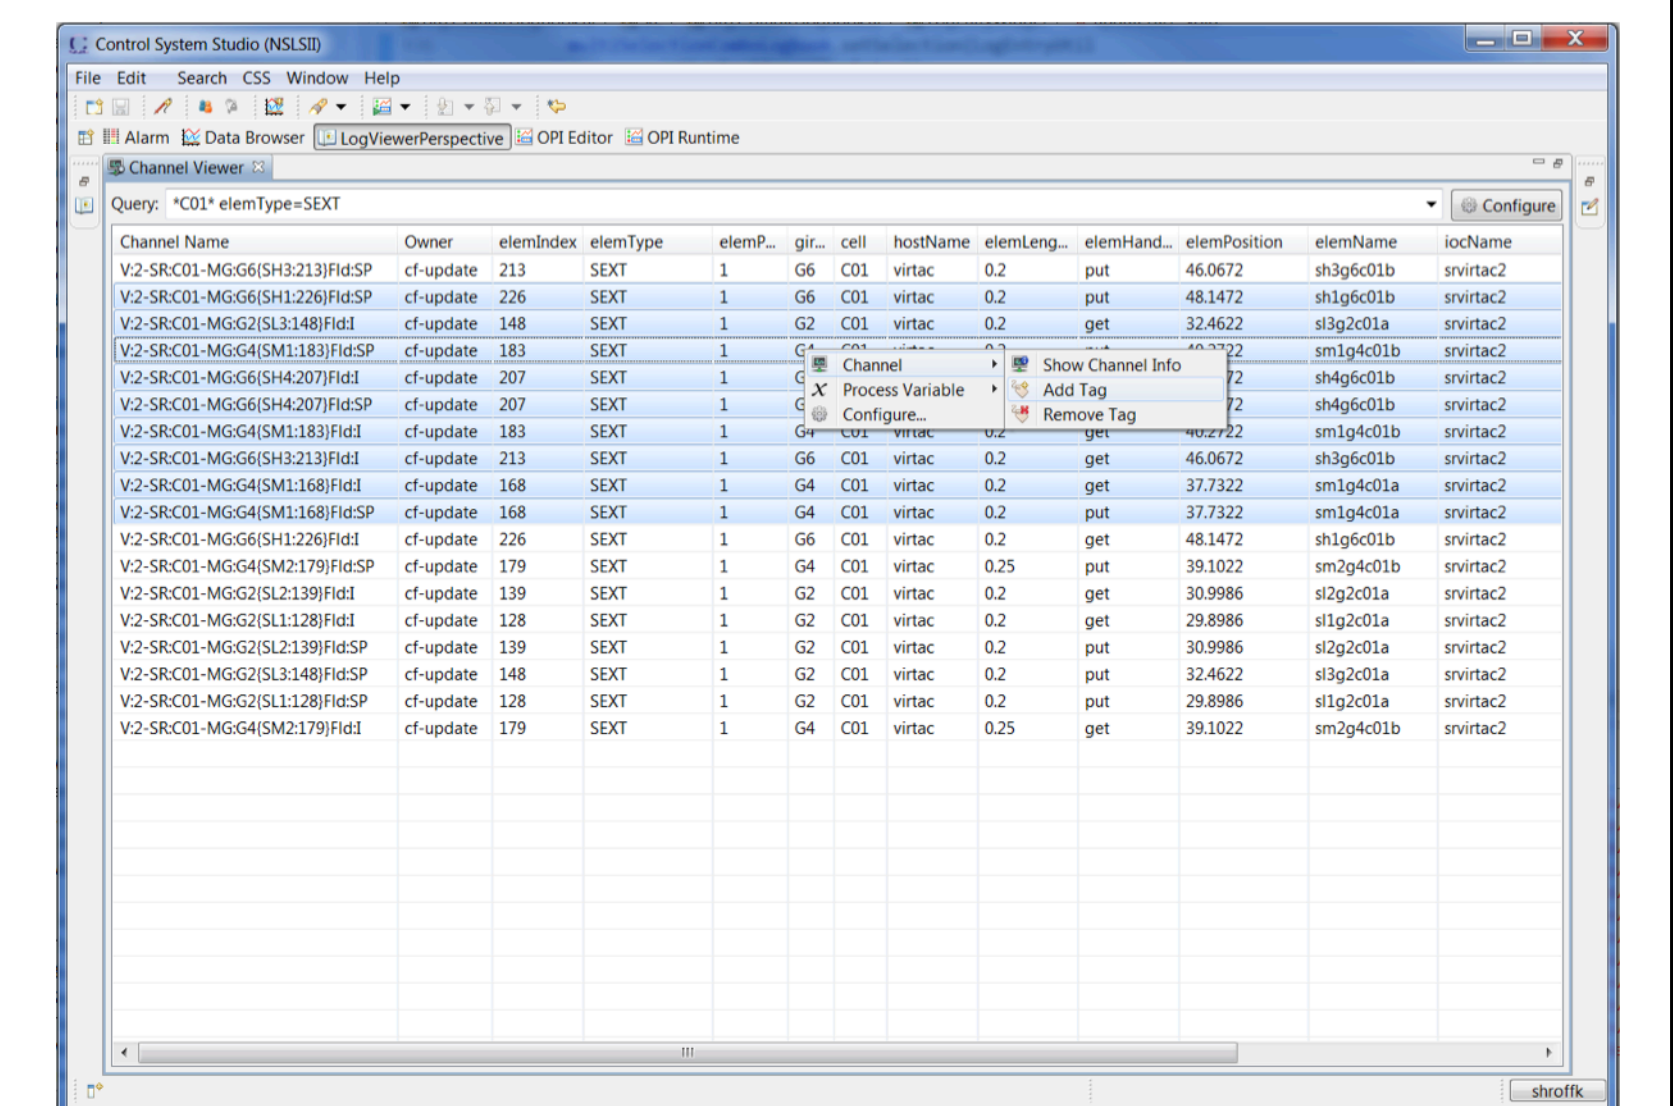 Control System Studio (NSLSII)
File Edit Search CSS Window Help
Alarm Data Browser LogViewerPerspective OPI Editor OPI Runtime
Channel Viewer
Query: *C01* elemType=SEXT Configure
Channel Name Owner elemIndex elemType elemP... gir... cell hostName elemLeng... elemHand... elemPosition elemName iocName
V:2-SR:C01-MG:G6{SH3:213}Fld:SP cf-update 213 SEXT 1 G6 C01 virtac 0.2 put 46.0672 sh3g6c01b srvirtac2
V:2-SR:C01-MG:G6{SH1:226}Fld:SP cf-update 226 SEXT 1 G6 C01 virtac 0.2 put 48.1472 sh1g6c01b srvirtac2
V:2-SR:C01-MG:G2{SL3:148}Fld:I cf-update 148 SEXT 1 G2 C01 virtac 0.2 get 32.4622 sl3g2c01a srvirtac2
V:2-SR:C01-MG:G4{SM1:183}Fld:SP cf-update 183 SEXT 1 sm1g4c01b srvirtac2
Channel Show Channel Info
V:2-SR:C01-MG:G6{SH4:207}Fld:I cf-update 207 SEXT 1 sh4g6c01b srvirtac2
Process Variable Add Tag
V:2-SR:C01-MG:G6{SH4:207}Fld:SP cf-update 207 SEXT 1 sh4g6c01b srvirtac2
Configure... Remove Tag
V:2-SR:C01-MG:G4{SM1:183}Fld:I cf-update 183 SEXT 1 G4 C01 virtac 0.2 get 40.2722 sm1g4c01b srvirtac2
V:2-SR:C01-MG:G6{SH3:213}Fld:I cf-update 213 SEXT 1 G6 C01 virtac 0.2 get 46.0672 sh3g6c01b srvirtac2
V:2-SR:C01-MG:G4{SM1:168}Fld:I cf-update 168 SEXT 1 G4 C01 virtac 0.2 get 37.7322 sm1g4c01a srvirtac2
V:2-SR:C01-MG:G4{SM1:168}Fld:SP cf-update 168 SEXT 1 G4 C01 virtac 0.2 put 37.7322 sm1g4c01a srvirtac2
V:2-SR:C01-MG:G6{SH1:226}Fld:I cf-update 226 SEXT 1 G6 C01 virtac 0.2 get 48.1472 sh1g6c01b srvirtac2
V:2-SR:C01-MG:G4{SM2:179}Fld:SP cf-update 179 SEXT 1 G4 C01 virtac 0.25 put 39.1022 sm2g4c01b srvirtac2
V:2-SR:C01-MG:G2{SL2:139}Fld:I cf-update 139 SEXT 1 G2 C01 virtac 0.2 get 30.9986 sl2g2c01a srvirtac2
V:2-SR:C01-MG:G2{SL1:128}Fld:I cf-update 128 SEXT 1 G2 C01 virtac 0.2 get 29.8986 sl1g2c01a srvirtac2
V:2-SR:C01-MG:G2{SL2:139}Fld:SP cf-update 139 SEXT 1 G2 C01 virtac 0.2 put 30.9986 sl2g2c01a srvirtac2
V:2-SR:C01-MG:G2{SL3:148}Fld:SP cf-update 148 SEXT 1 G2 C01 virtac 0.2 put 32.4622 sl3g2c01a srvirtac2
V:2-SR:C01-MG:G2{SL1:128}Fld:SP cf-update 128 SEXT 1 G2 C01 virtac 0.2 put 29.8986 sl1g2c01a srvirtac2
V:2-SR:C01-MG:G4{SM2:179}Fld:I cf-update 179 SEXT 1 G4 C01 virtac 0.25 get 39.1022 sm2g4c01b srvirtac2
shroffk